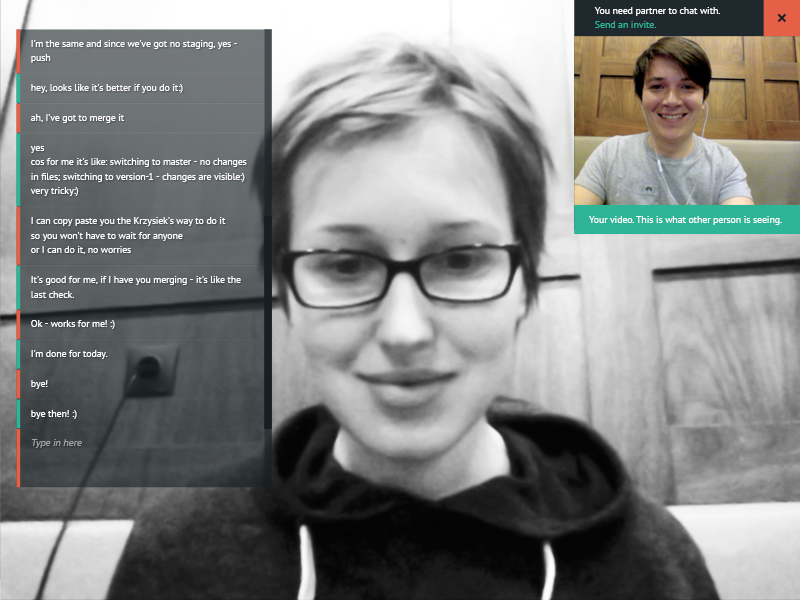 I'm the same and since we've got no staging, yes -
push
hey, looks like it's better if you do it:)
ah, I've got to merge it
yes
cos for me it's like: switching to master - no changes
in files; switching to version-1 - changes are visible:)
very tricky:)
I can copy paste you the Krzysiek's way to do it
so you won't have to wait for anyone
or I can do it, no worries
It's good for me, if I have you merging - it's like the
last check.
Ok - works for me! :)
I'm done for today.
bye!
bye then! :)
Type in here
You need partner to chat with.
Send an invite.
Your video. This is what other person is seeing.